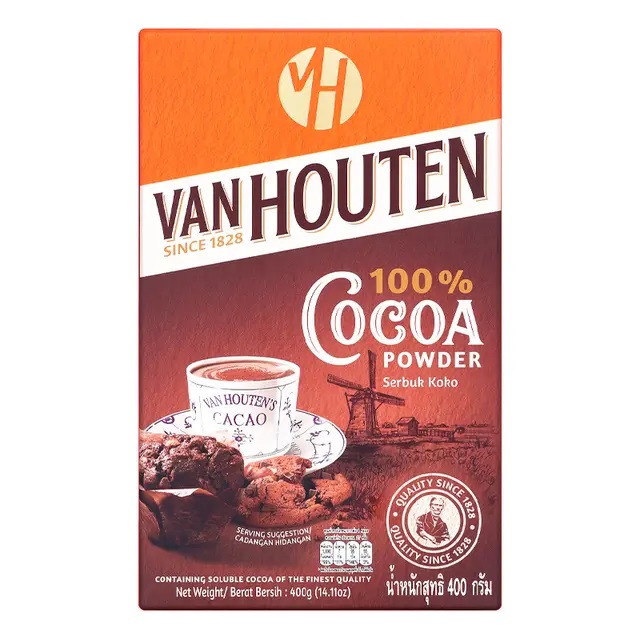 VH
VAN HOUTEN
SINCE 1828
100%
COCOA
POWDER
Serbuk Koko
VAN HOUTEN'S
CACAO
QUALITY SINCE 1828
QUALITY SINCE 1828
SERVING SUGGESTION/
CADANGAN HIDANGAN
CONTAINING SOLUBLE COCOA OF THE FINEST QUALITY
Net Weight/ Berat Bersih : 400g (14.11oz)
น้ำหนักสุทธิ 400 กรัม